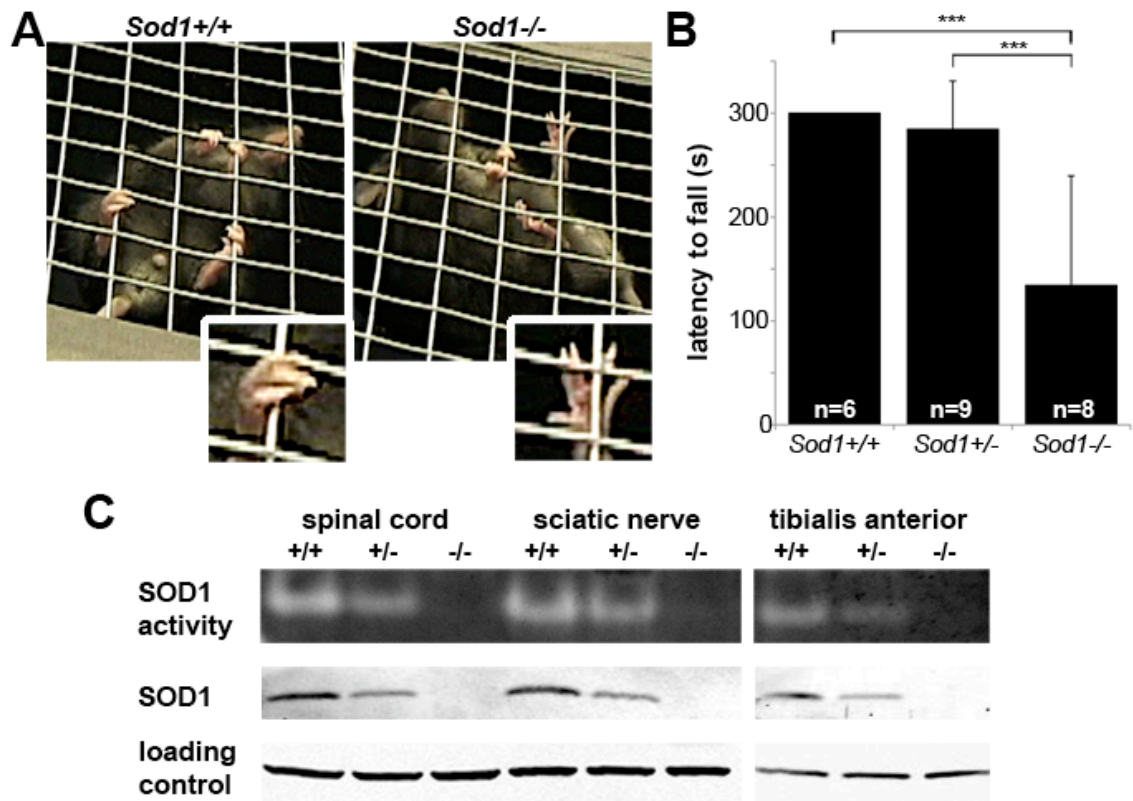 A
Sod1+/+ Sod1-/-
B
*** 
***
latency to fall (s)
300
200
100
0
n=6 n=9 n=8
Sod1+/+ Sod1+/- Sod1-/-
C
spinal cord sciatic nerve tibialis anterior
+/+ +/- -/- +/+ +/- -/- +/+ +/- -/-
SOD1
activity
SOD1
loading
control